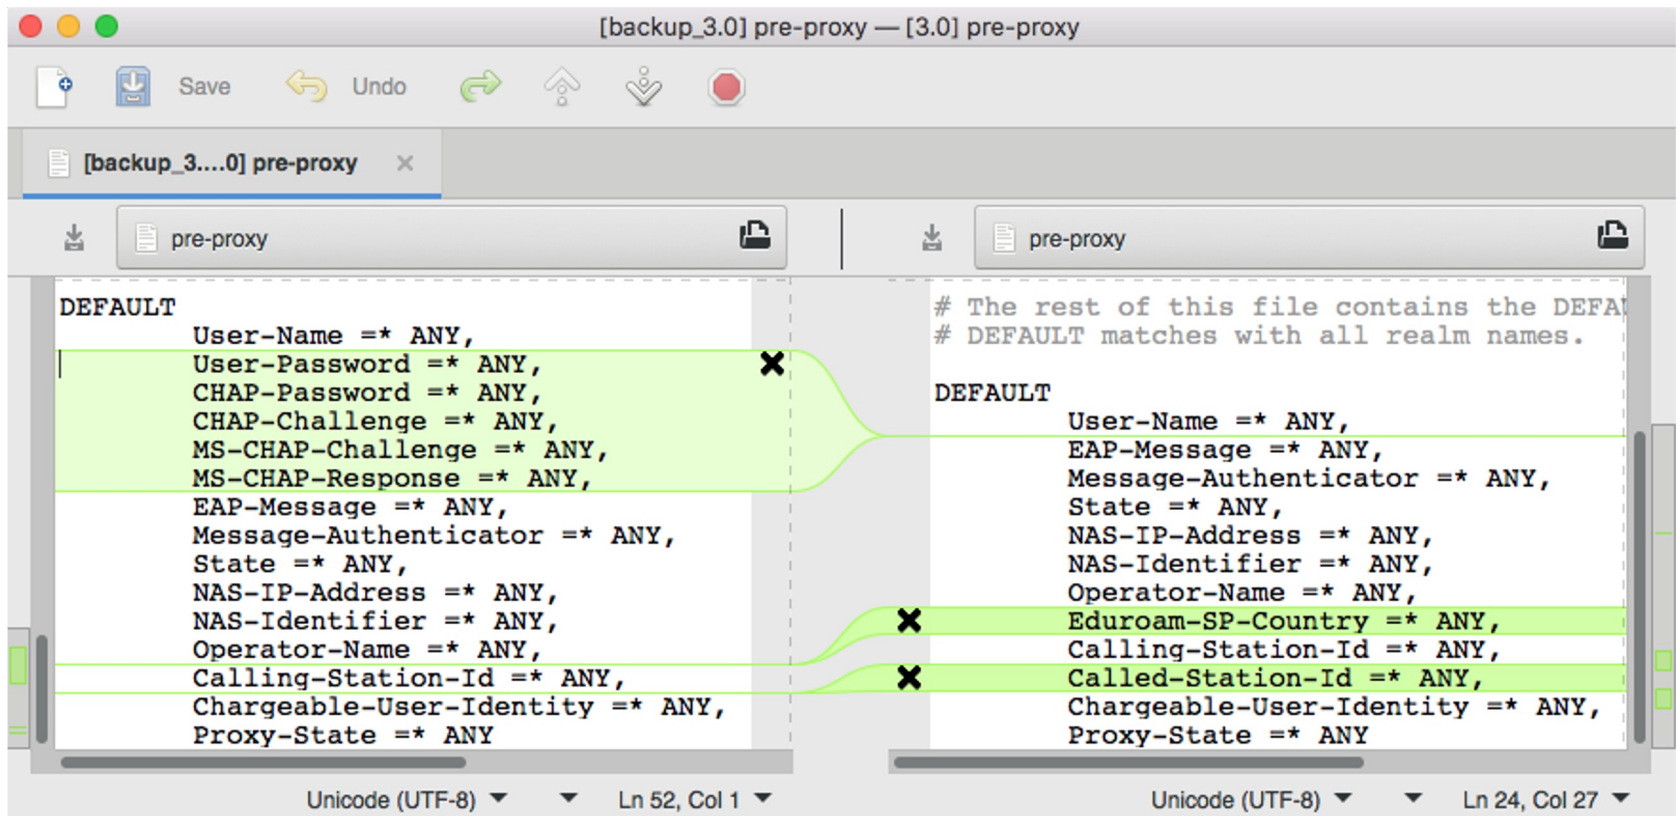 [backup_3.0] pre-proxy — [3.0] pre-proxy
Save Undo
[backup_3....0] pre-proxy
pre-proxy
DEFAULT
User-Name =* ANY,
User-Password =* ANY,
CHAP-Password =* ANY,
CHAP-Challenge =* ANY,
MS-CHAP-Challenge =* ANY,
MS-CHAP-Response =* ANY,
EAP-Message =* ANY,
Message-Authenticator =* ANY,
State =* ANY,
NAS-IP-Address =* ANY,
NAS-Identifier =* ANY,
Operator-Name =* ANY,
Calling-Station-Id =* ANY,
Chargeable-User-Identity =* ANY,
Proxy-State =* ANY
Unicode (UTF-8) Ln 52, Col 1
pre-proxy
# The rest of this file contains the DEFA
# DEFAULT matches with all realm names.
DEFAULT
User-Name =* ANY,
EAP-Message =* ANY,
Message-Authenticator =* ANY,
State =* ANY,
NAS-IP-Address =* ANY,
NAS-Identifier =* ANY,
Operator-Name =* ANY,
Eduroam-SP-Country =* ANY,
Calling-Station-Id =* ANY,
Called-Station-Id =* ANY,
Chargeable-User-Identity =* ANY,
Proxy-State =* ANY
Unicode (UTF-8) Ln 24, Col 27